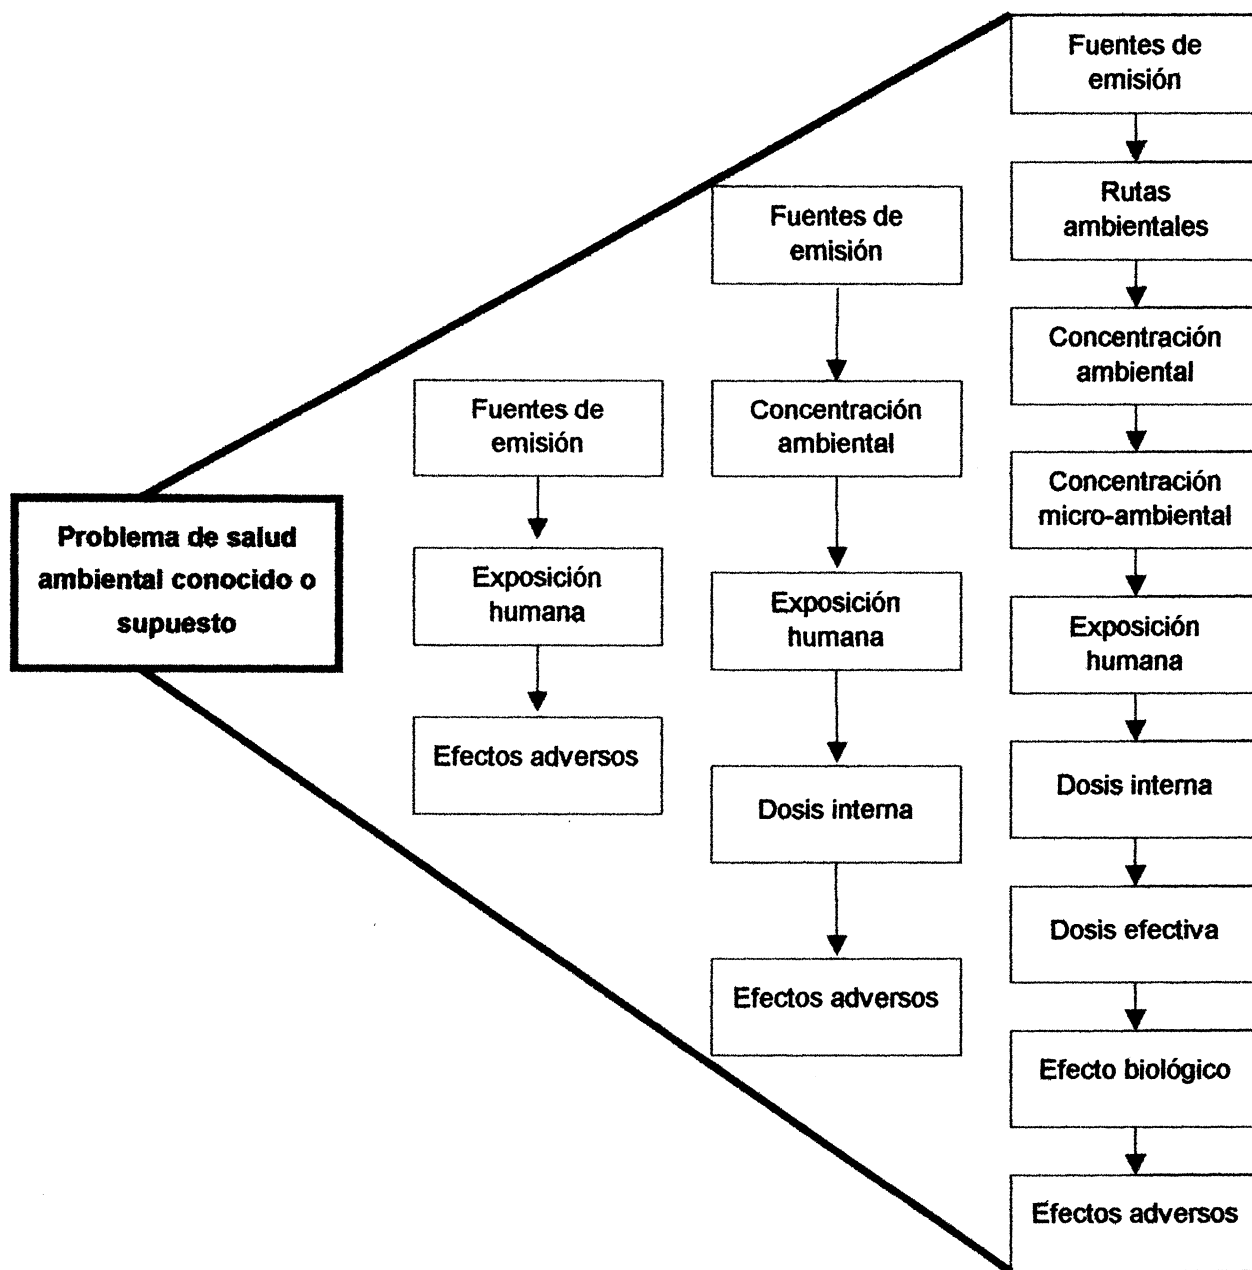 Problema de salud
ambiental conocido o
supuesto
Fuentes de
emisión
Exposición
humana
Efectos adversos
Fuentes de
emisión
Concentración
ambiental
Exposición
humana
Dosis interna
Efectos adversos
Fuentes de
emisión
Rutas
ambientales
Concentración
ambiental
Concentración
micro-ambiental
Exposición
humana
Dosis interna
Dosis efectiva
Efecto biológico
Efectos adversos